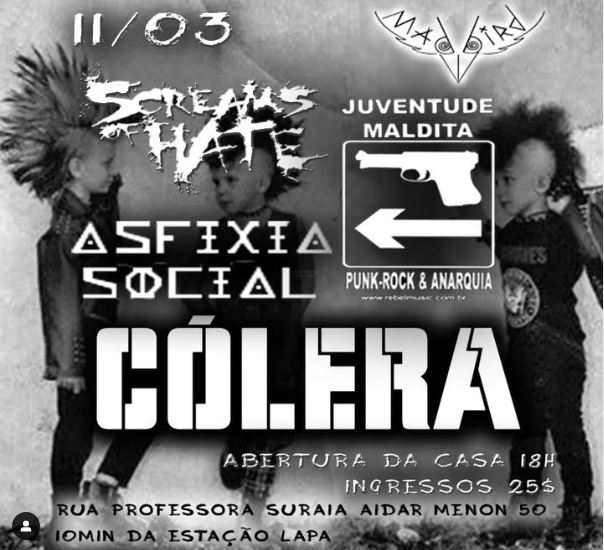 11/03
MADBIRD
SCREAMS
OF HATE
JUVENTUDE
MALDITA
PUNK-ROCK & ANARQUIA
www.rebelmusic.com.br
ASFIXIA
SOCIAL
CÓLERA
ABERTURA DA CASA 18H
INGRESSOS 25$
RUA PROFESSORA SURAIA AIDAR MENON 50
10MIN DA ESTAÇÃO LAPA